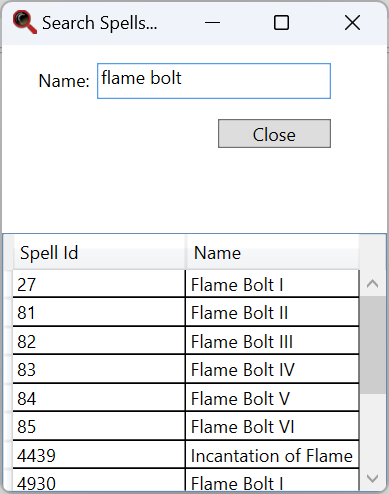 Search Spells...
Name: flame bolt
Close
Spell Id Name
27 Flame Bolt I
81 Flame Bolt II
82 Flame Bolt III
83 Flame Bolt IV
84 Flame Bolt V
85 Flame Bolt VI
4439 Incantation of Flame
4930 Flame Bolt I